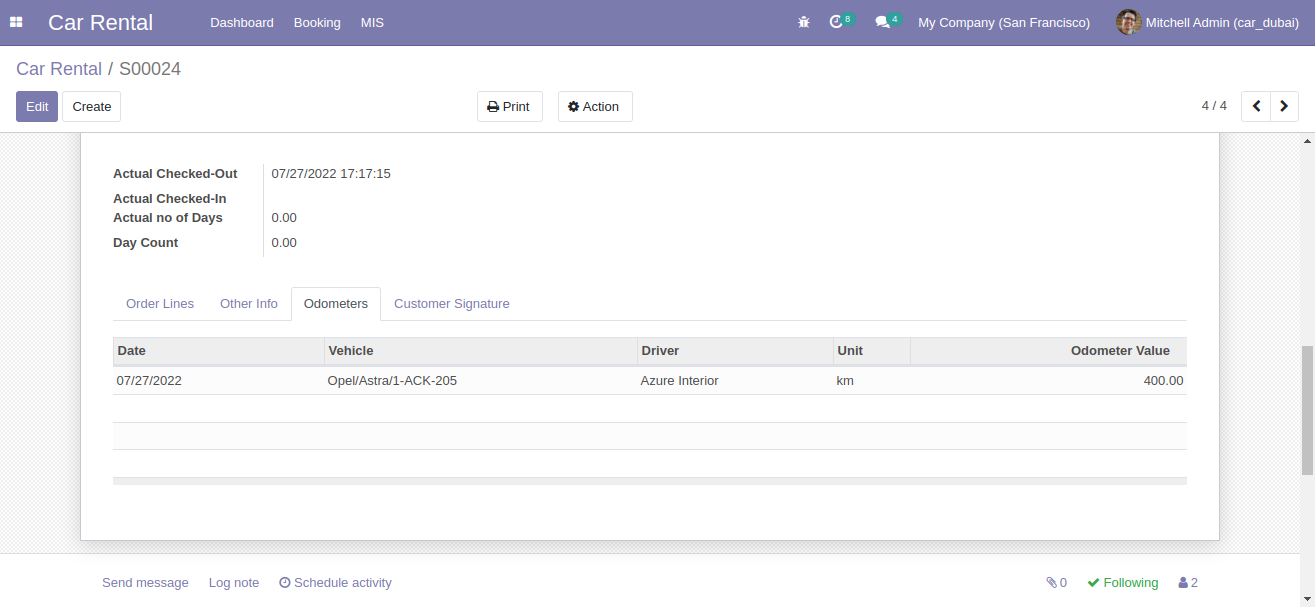 Car Rental Dashboard Booking MIS 8 4 My Company (San Francisco) Mitchell Admin (car_dubai)
Car Rental / S00024
Edit Create Print Action 4 / 4
Actual Checked-Out 07/27/2022 17:17:15
Actual Checked-In
Actual no of Days 0.00
Day Count 0.00
Order Lines Other Info Odometers Customer Signature
Date Vehicle Driver Unit Odometer Value
07/27/2022 Opel/Astra/1-ACK-205 Azure Interior km 400.00
Send message Log note Schedule activity 0 Following 2